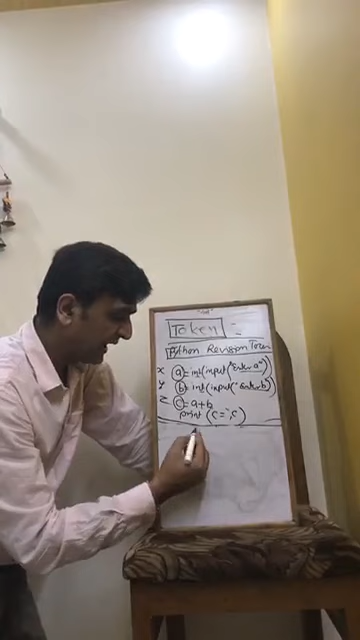 Token :-
Python Revision Tour
x a = int(input("Enter a"))
y b = int(input("Enter b"))
z c = a+b
print ("c=", c)